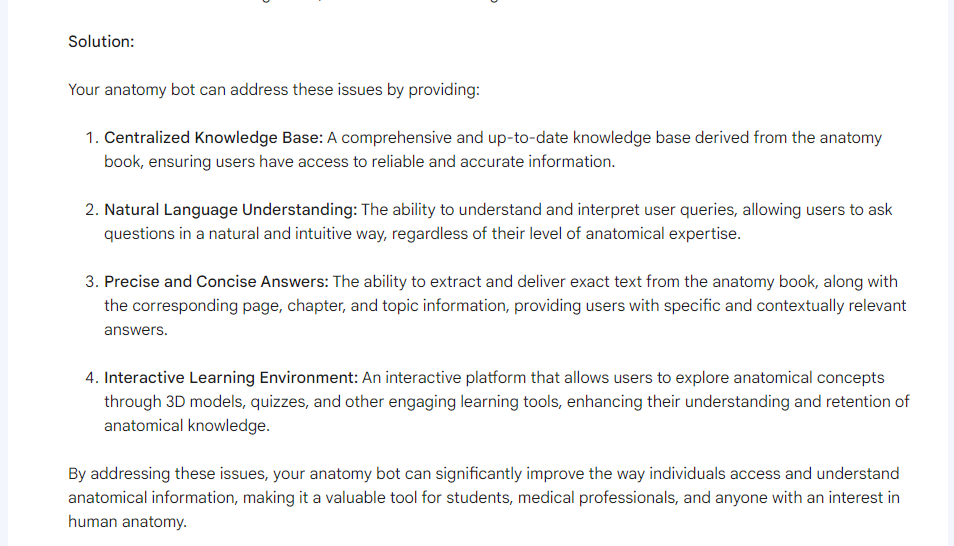 Solution:
Your anatomy bot can address these issues by providing:
1. Centralized Knowledge Base: A comprehensive and up-to-date knowledge base derived from the anatomy
book, ensuring users have access to reliable and accurate information.
2. Natural Language Understanding: The ability to understand and interpret user queries, allowing users to ask
questions in a natural and intuitive way, regardless of their level of anatomical expertise.
3. Precise and Concise Answers: The ability to extract and deliver exact text from the anatomy book, along with
the corresponding page, chapter, and topic information, providing users with specific and contextually relevant
answers.
4. Interactive Learning Environment: An interactive platform that allows users to explore anatomical concepts
through 3D models, quizzes, and other engaging learning tools, enhancing their understanding and retention of
anatomical knowledge.
By addressing these issues, your anatomy bot can significantly improve the way individuals access and understand
anatomical information, making it a valuable tool for students, medical professionals, and anyone with an interest in
human anatomy.